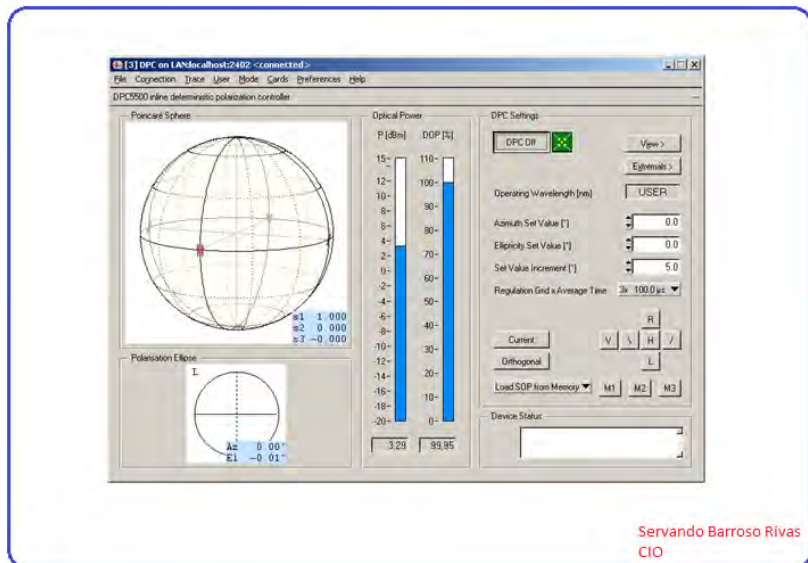 [3] DPC on LAN:localhost:2402 <connected>
File Connection Trace User Mode Cards Preferences Help
DPC5500 inline deterministic polarization controller
Poincaré Sphere
s1 1.000
s2 0.000
s3 -0.000
Polarisation Ellipse
L
Az 0 00°
El -0 01°
Optical Power
P [dBm] DOP [%]
15- 110-
12- 100-
10- 90-
8- 80-
6- 70-
4- 60-
2- 50-
0- 40-
-2- 30-
-4- 20-
-6- 10-
-8- 0-
-10-
-12-
-14-
-16-
-18-
-20-
3.29 99.95
DPC Settings
DPC Off
View >
Extremals >
Operating Wavelength [nm] USER
Azimuth Set Value [°] 0.0
Ellipticity Set Value [°] 0.0
Set Value Increment [°] 5.0
Regulation Grid x Average Time 3x 100.0 µs
R
Current V \ H /
Orthogonal L
Load SOP from Memory M1 M2 M3
Device Status
Servando Barroso Rivas
CIO